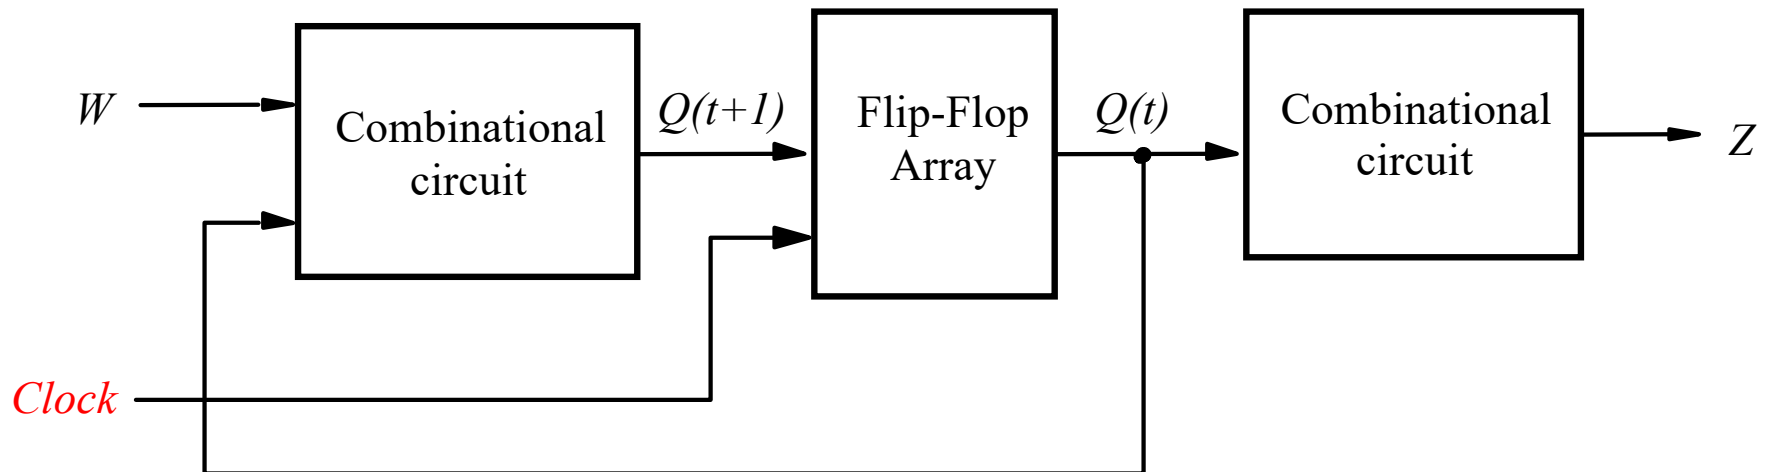 W
Combinational
circuit
Q(t+1)
Flip-Flop
Array
Q(t)
Combinational
circuit
Z
Clock